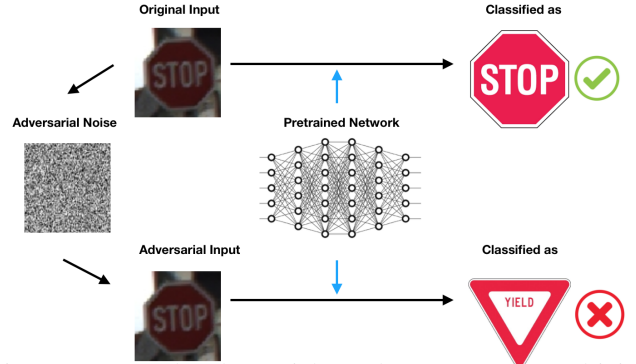 Original Input
Classified as
STOP
STOP
Adversarial Noise
Pretrained Network
Adversarial Input
Classified as
STOP
YIELD